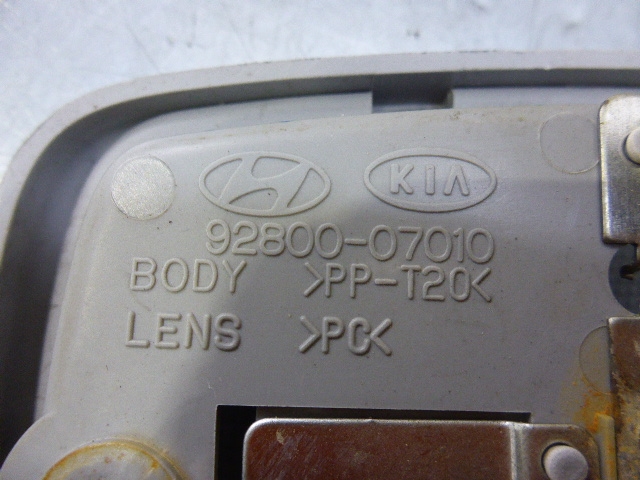 KIA
92800-07010
BODY >PP-T20<
LENS >PC<